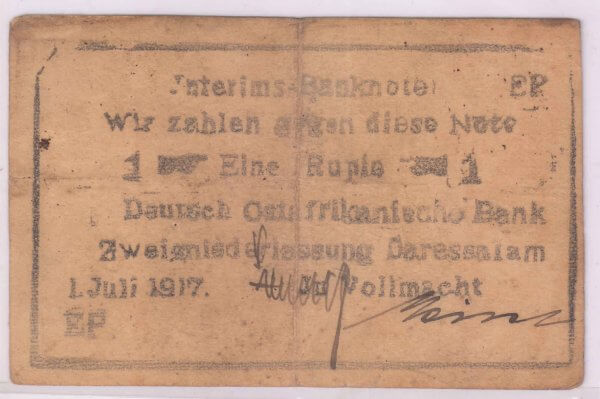 Interims-Banknote EP
Wir zahlen gegen diese Note
1 Eine Rupie 1
Deutsch Ostafrikanische Bank
Zweigniederlassung Daressalam
1. Juli 1917. In Vollmacht
EP